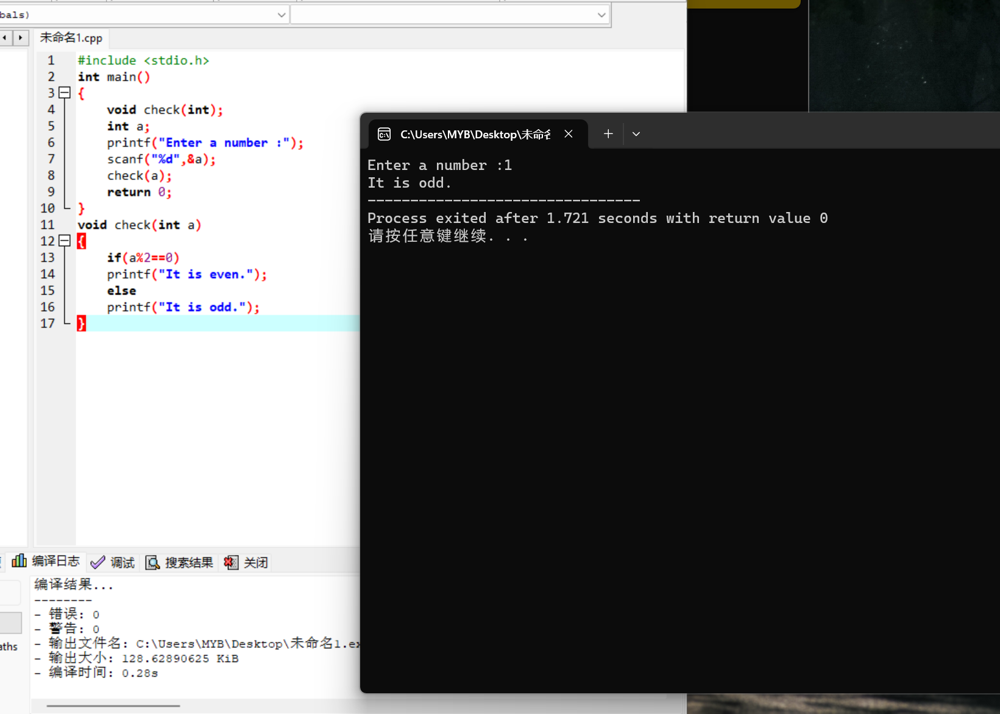 bals)
未命名1.cpp
1 #include <stdio.h>
2 int main()
3 {
4 void check(int);
5 int a;
6 printf("Enter a number :");
7 scanf("%d",&a);
8 check(a);
9 return 0;
10 }
11 void check(int a)
12 {
13 if(a%2==0)
14 printf("It is even.");
15 else
16 printf("It is odd.");
17 }
C:\Users\MYB\Desktop\未命名
Enter a number :1
It is odd.
--------------------------------
Process exited after 1.721 seconds with return value 0
请按任意键继续. . .
编译日志 调试 搜索结果 关闭
编译结果...
--------
- 错误: 0
- 警告: 0
- 输出文件名: C:\Users\MYB\Desktop\未命名1.ex
- 输出大小: 128.62890625 KiB
- 编译时间: 0.28s
aths